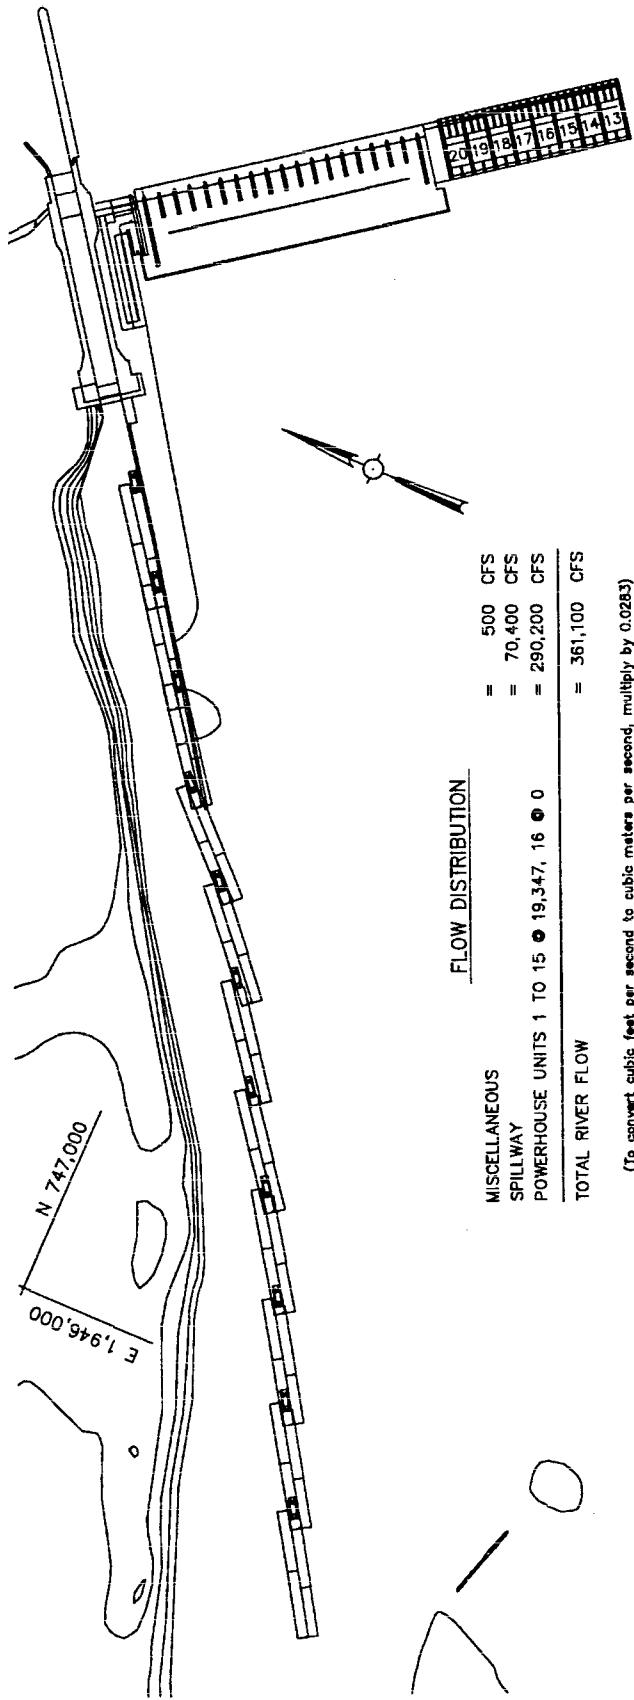 20 19 18 17 16 15 14 13
N 747,000
E 1,946,000
FLOW DISTRIBUTION
MISCELLANEOUS = 500 CFS
SPILLWAY = 70,400 CFS
POWERHOUSE UNITS 1 TO 15 @ 19,347, 16 @ 0 = 290,200 CFS
TOTAL RIVER FLOW = 361,100 CFS
(To convert cubic feet per second to cubic meters per second, multiply by 0.0283)